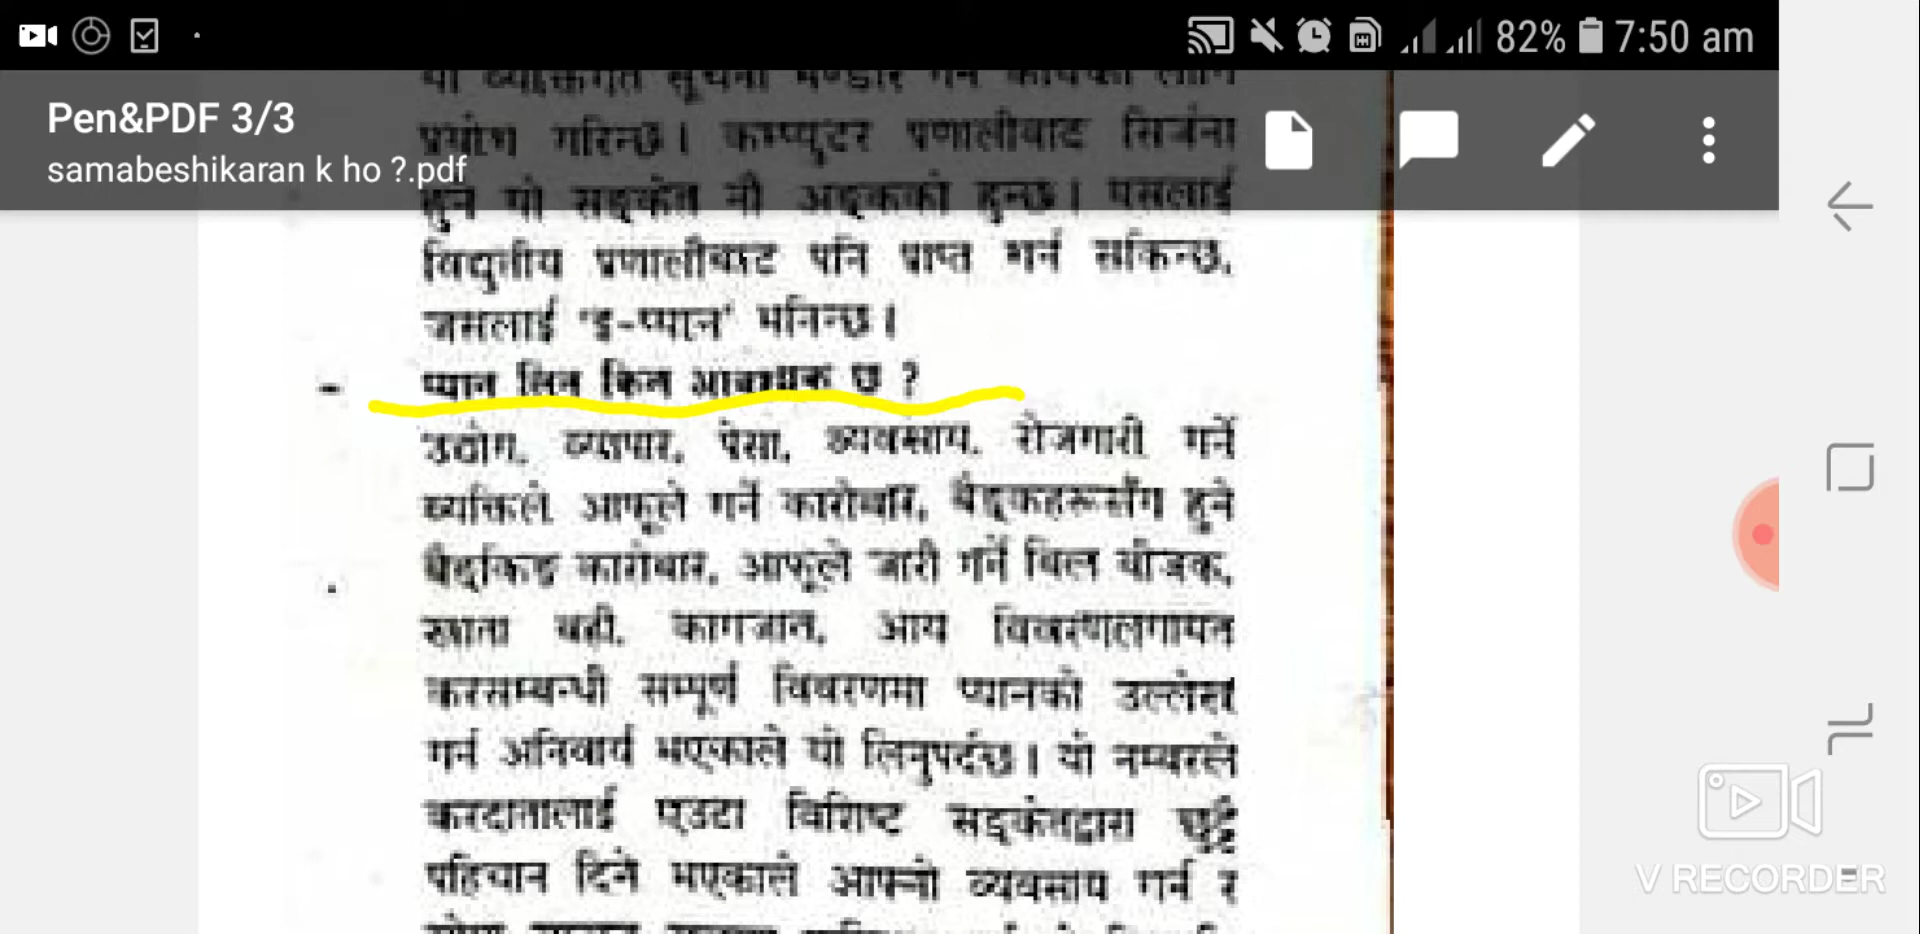 82% 7:50 am
Pen&PDF 3/3
samabeshikaran k ho ?.pdf
प्रयोग गरिन्छ। कम्प्युटर प्रणालीबाट सिर्जना
हुने यो सङ्केत नौ अङ्कको हुन्छ। यसलाई
विद्युतीय प्रणालीबाट पनि प्राप्त गर्न सकिन्छ,
जसलाई 'इ-प्यान' भनिन्छ।
- प्यान लिन किन आवश्यक छ ?
उद्योग, व्यापार, पेसा, व्यवसाय, रोजगारी गर्ने
व्यक्तिले आफूले गर्ने कारोबार, बैङ्कहरूसँग हुने
बैङ्किङ कारोबार, आफूले जारी गर्ने बिल बीजक,
खाता बही, कागजात, आय विवरणलगायत
करसम्बन्धी सम्पूर्ण विवरणमा प्यानको उल्लेख
गर्न अनिवार्य भएकाले यो लिनुपर्दछ। यो नम्बरले
करदातालाई एउटा विशिष्ट सङ्केतद्वारा छुट्टै
पहिचान दिने भएकाले आफ्नो व्यवसाय गर्न र
V RECORDER